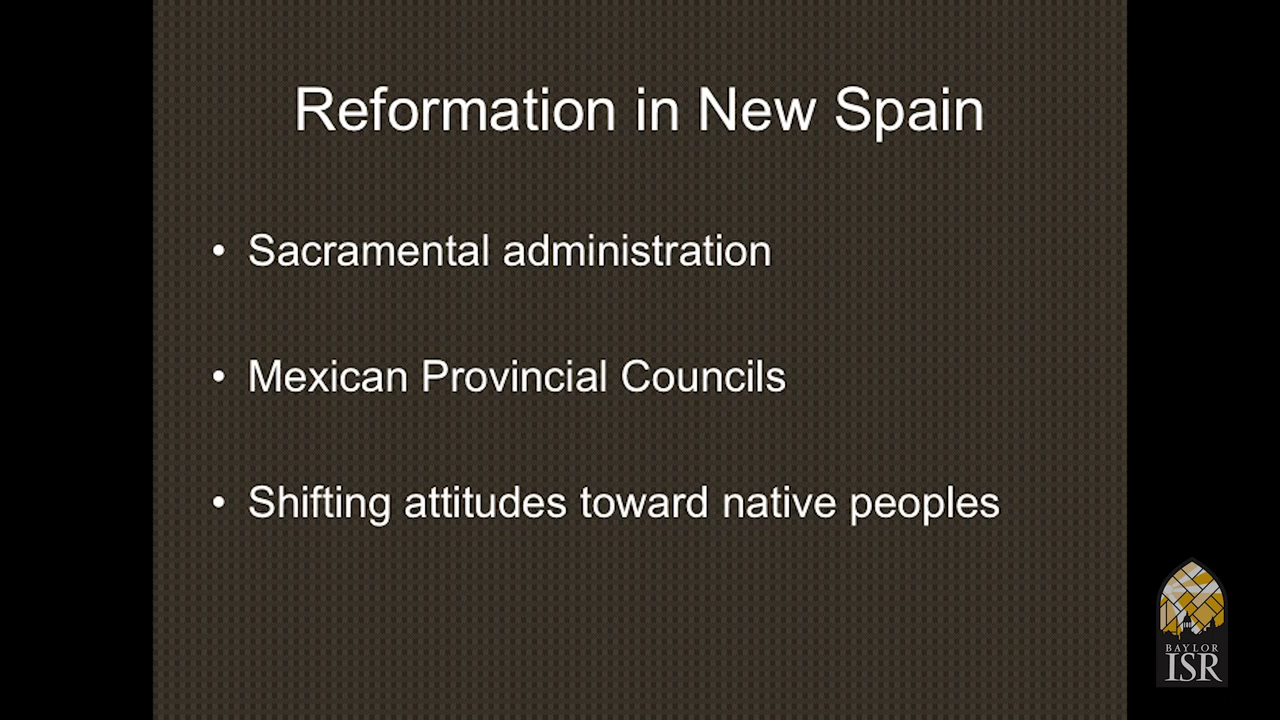 Reformation in New Spain
• Sacramental administration
• Mexican Provincial Councils
• Shifting attitudes toward native peoples
BAYLOR
ISR